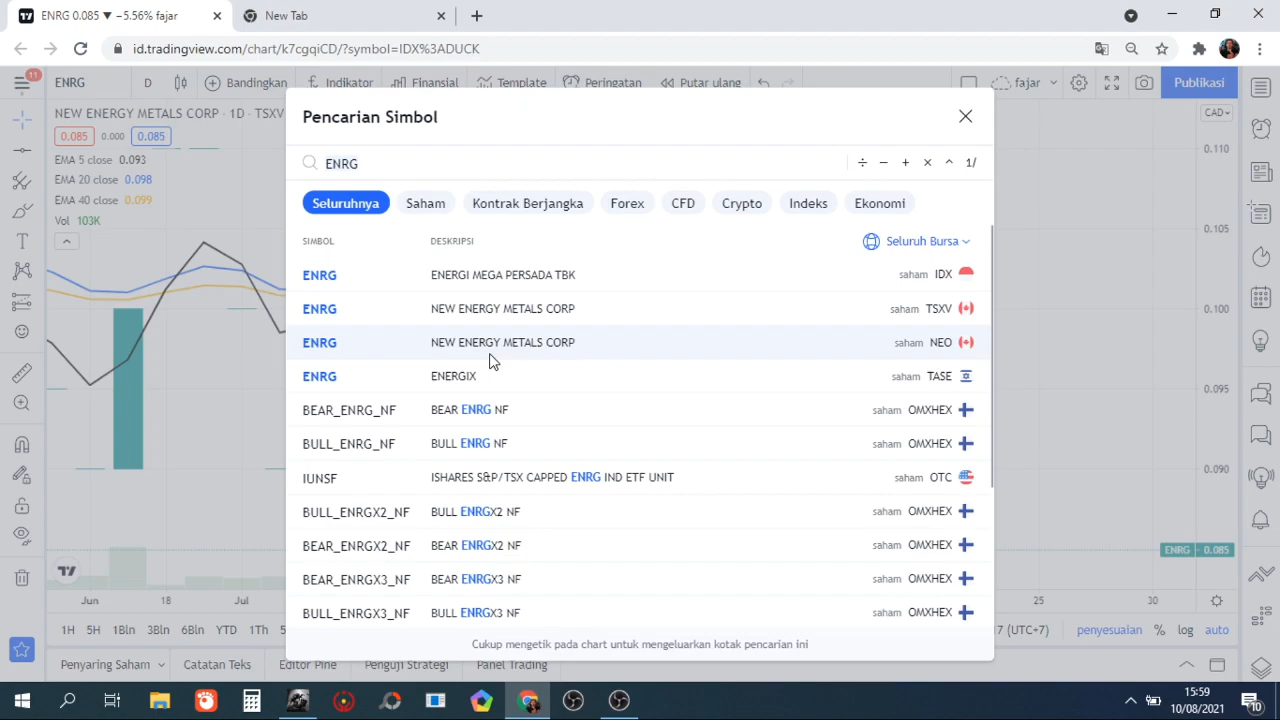 ENRG 0.085 ▼ −5.56% fajar
New Tab
id.tradingview.com/chart/k7cgqiCD/?symbol=IDX%3ADUCK
11
ENRG D Bandingkan Indikator Finansial Template Peringatan Putar ulang fajar Publikasi
NEW ENERGY METALS CORP · 1D · TSXV
CAD
0.085 0.000 0.085
EMA 5 close 0.093
EMA 20 close 0.098
EMA 40 close 0.099
Vol 103K
Pencarian Simbol
ENRG
÷ − + × ^ 1/
Seluruhnya Saham Kontrak Berjangka Forex CFD Crypto Indeks Ekonomi
SIMBOL DESKRIPSI Seluruh Bursa
ENRG ENERGI MEGA PERSADA TBK saham IDX
ENRG NEW ENERGY METALS CORP saham TSXV
ENRG NEW ENERGY METALS CORP saham NEO
ENRG ENERGIX saham TASE
BEAR_ENRG_NF BEAR ENRG NF saham OMXHEX
BULL_ENRG_NF BULL ENRG NF saham OMXHEX
IUNSF ISHARES S&P/TSX CAPPED ENRG IND ETF UNIT saham OTC
BULL_ENRGX2_NF BULL ENRGX2 NF saham OMXHEX
BEAR_ENRGX2_NF BEAR ENRGX2 NF saham OMXHEX
BEAR_ENRGX3_NF BEAR ENRGX3 NF saham OMXHEX
BULL_ENRGX3_NF BULL ENRGX3 NF saham OMXHEX
Cukup mengetik pada chart untuk mengeluarkan kotak pencarian ini
0.110
0.105
0.100
0.095
0.090
ENRG 0.085
Jun 18 Jul 25 30
1H 5H 1Bln 3Bln 6Bln YTD 1Th 7 (UTC+7) penyesuaian % log auto
Penyaring Saham Catatan Teks Editor Pine Penguji Strategi Panel Trading
15:59
10/08/2021
10